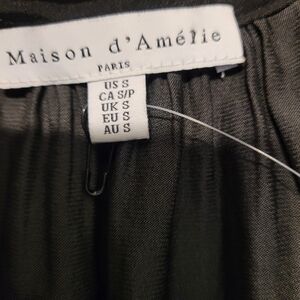 Maison d'Amélie
PARIS
US S
CA S/P
UK S
EU S
AU S